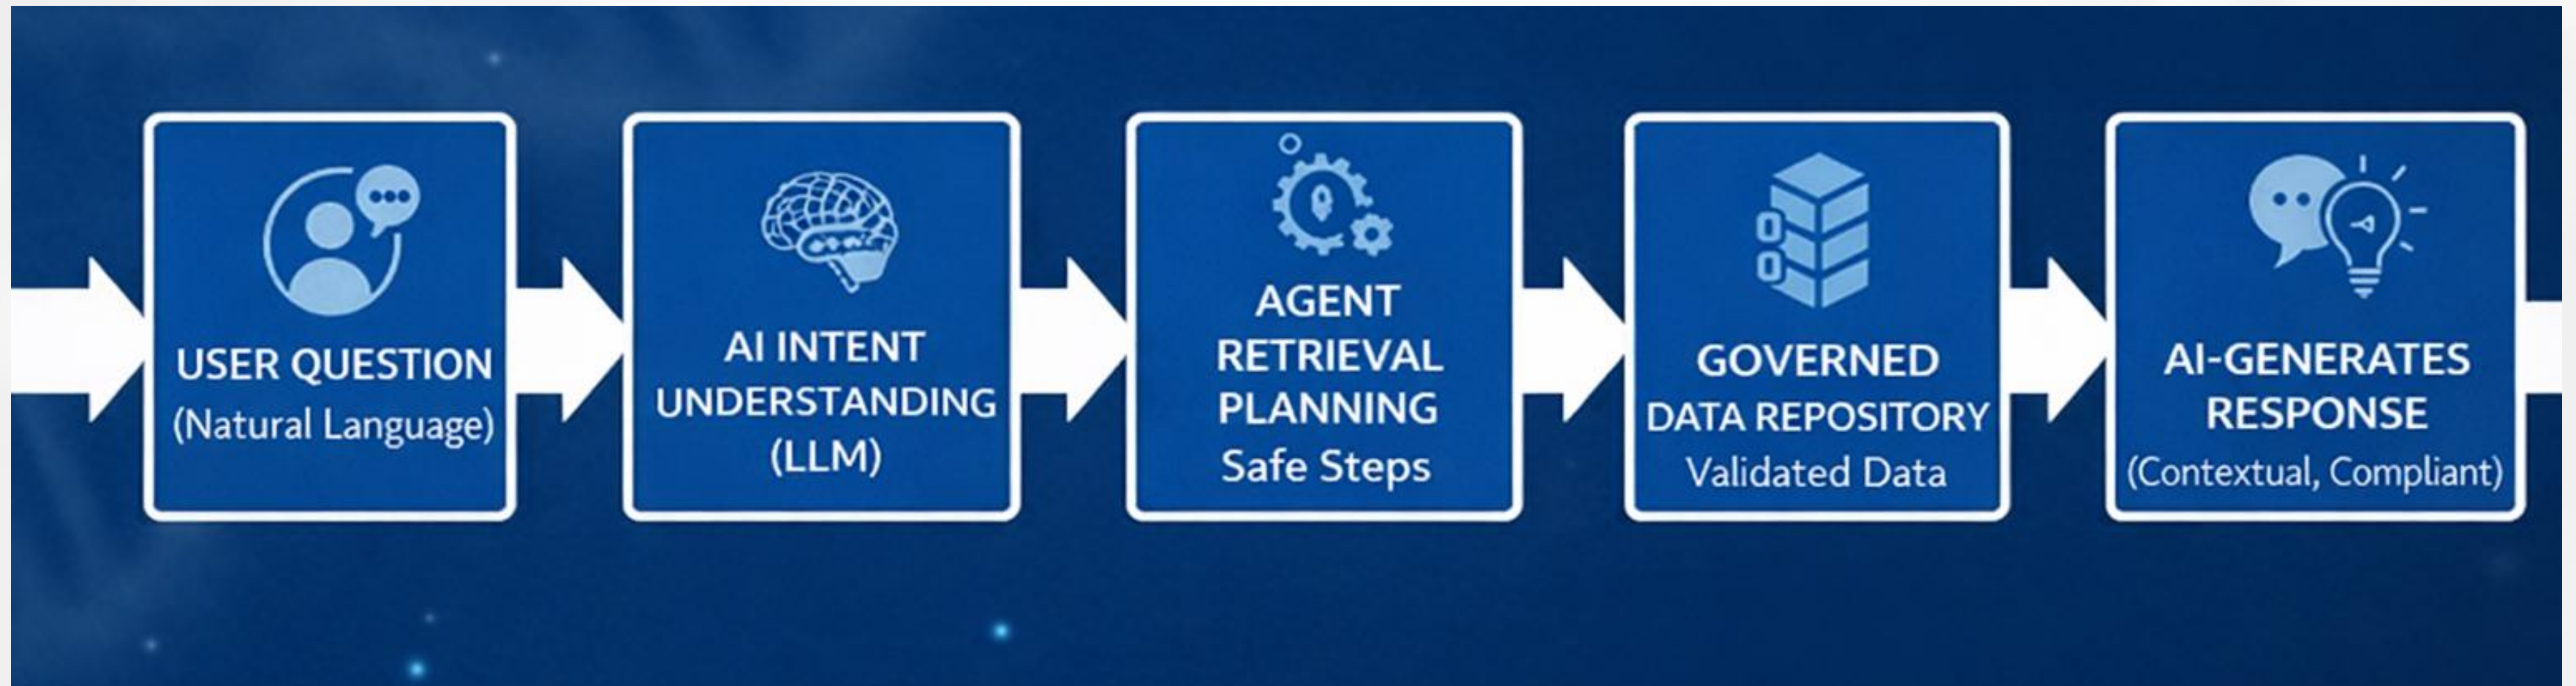 USER QUESTION
(Natural Language)
AI INTENT
UNDERSTANDING
(LLM)
AGENT
RETRIEVAL
PLANNING
Safe Steps
GOVERNED
DATA REPOSITORY
Validated Data
AI-GENERATES
RESPONSE
(Contextual, Compliant)